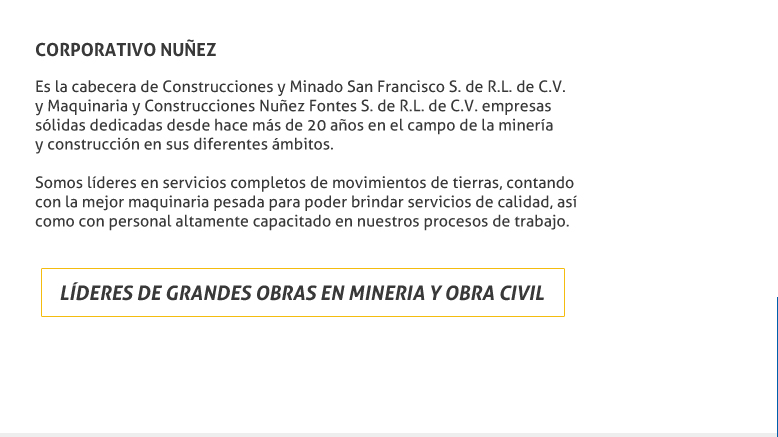 CORPORATIVO NUÑEZ
Es la cabecera de Construcciones y Minado San Francisco S. de R.L. de C.V.
y Maquinaria y Construcciones Nuñez Fontes S. de R.L. de C.V. empresas
sólidas dedicadas desde hace más de 20 años en el campo de la minería
y construcción en sus diferentes ámbitos.
Somos líderes en servicios completos de movimientos de tierras, contando
con la mejor maquinaria pesada para poder brindar servicios de calidad, así
como con personal altamente capacitado en nuestros procesos de trabajo.
LÍDERES DE GRANDES OBRAS EN MINERIA Y OBRA CIVIL